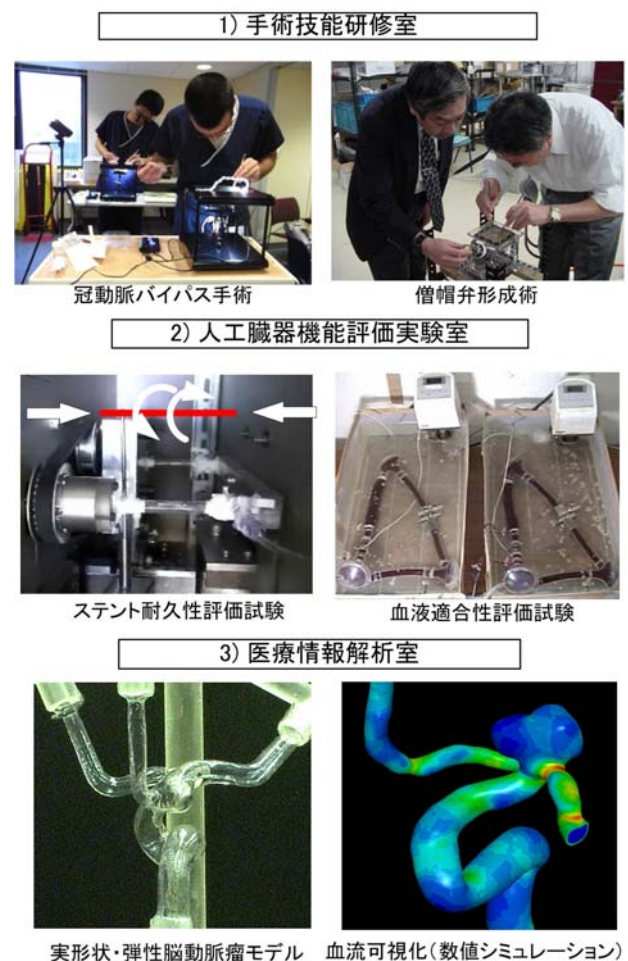 1) 手術技能研修室
冠動脈バイパス手術
僧帽弁形成術
2) 人工臓器機能評価実験室
ステント耐久性評価試験
血液適合性評価試験
3) 医療情報解析室
実形状・弾性脳動脈瘤モデル
血流可視化(数値シミュレーション)